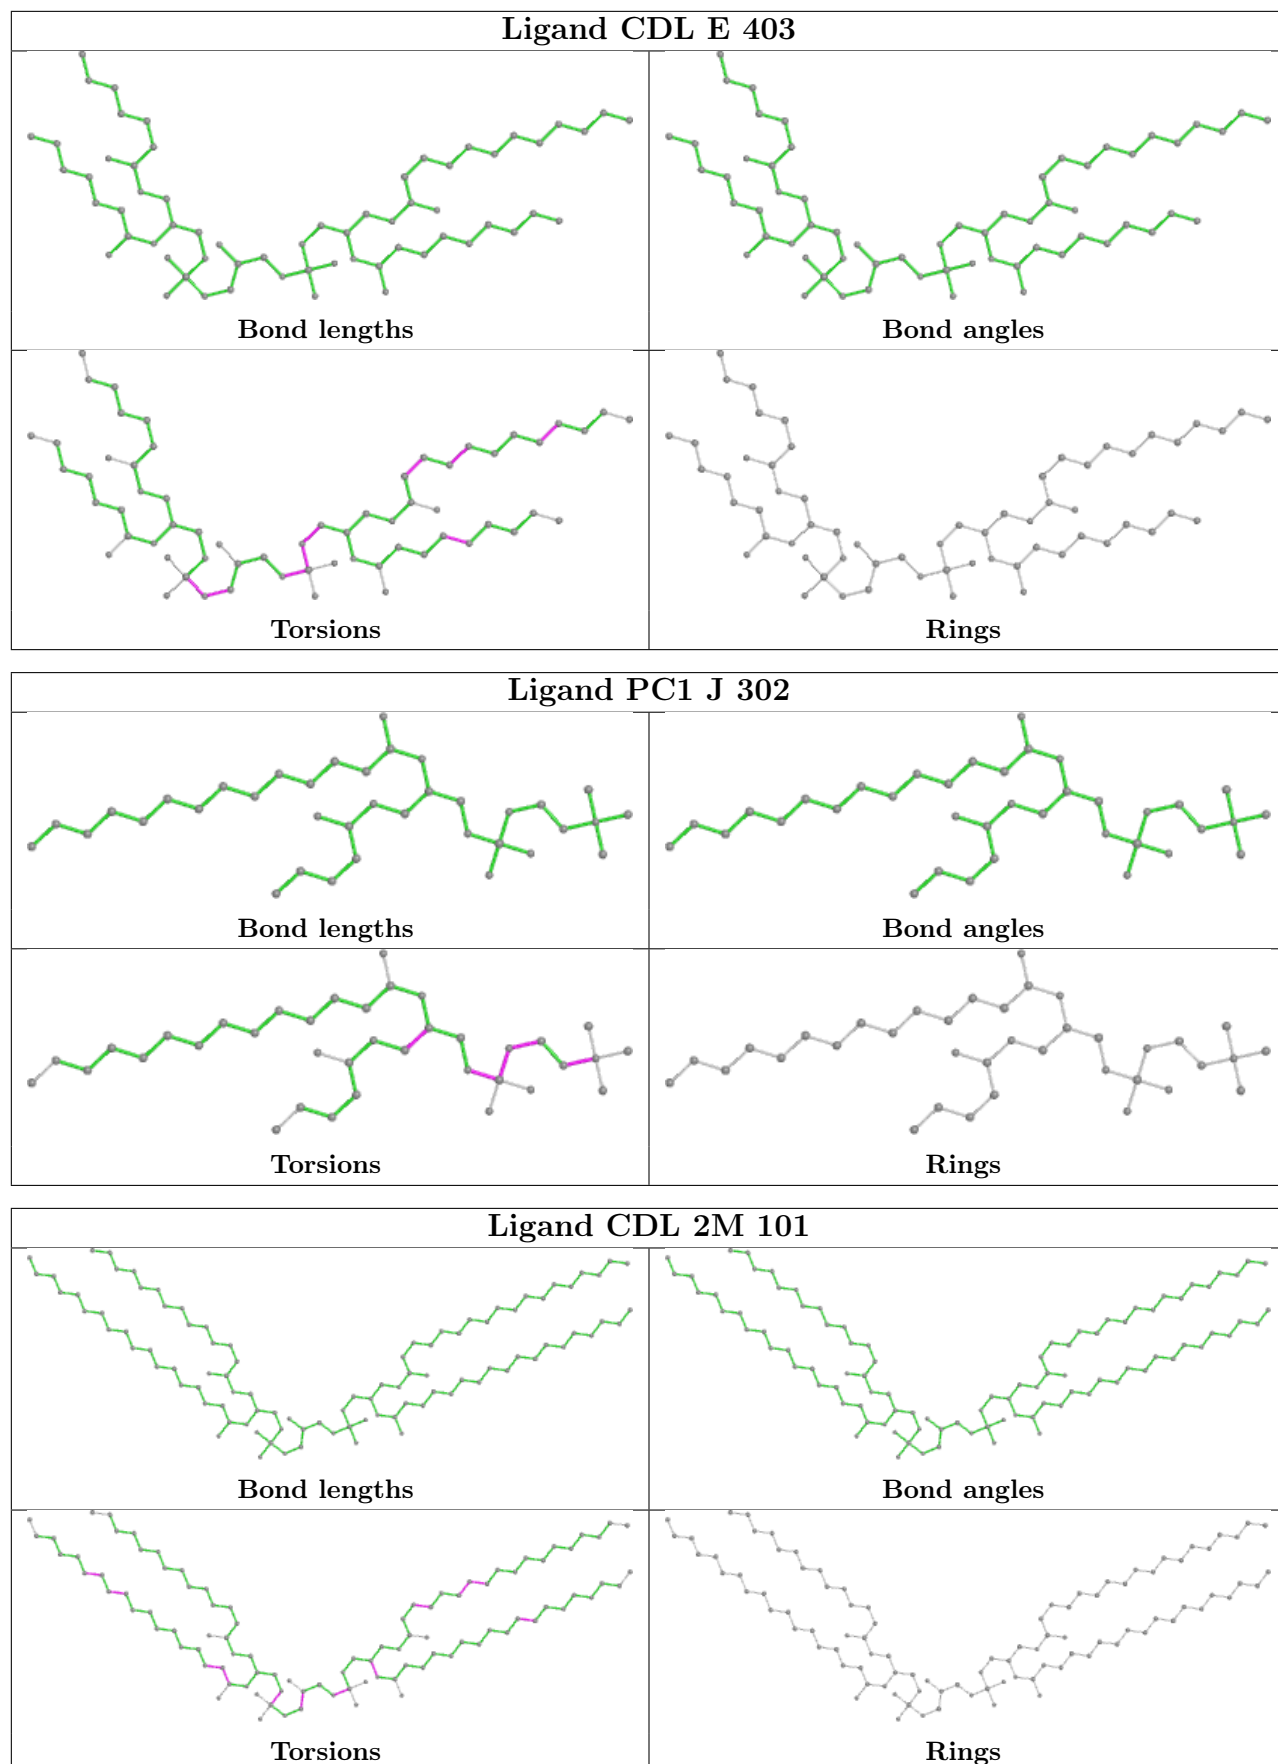 Ligand CDL E 403
Bond lengths
Bond angles
Torsions
Rings
Ligand PC1 J 302
Bond lengths
Bond angles
Torsions
Rings
Ligand CDL 2M 101
Bond lengths
Bond angles
Torsions
Rings